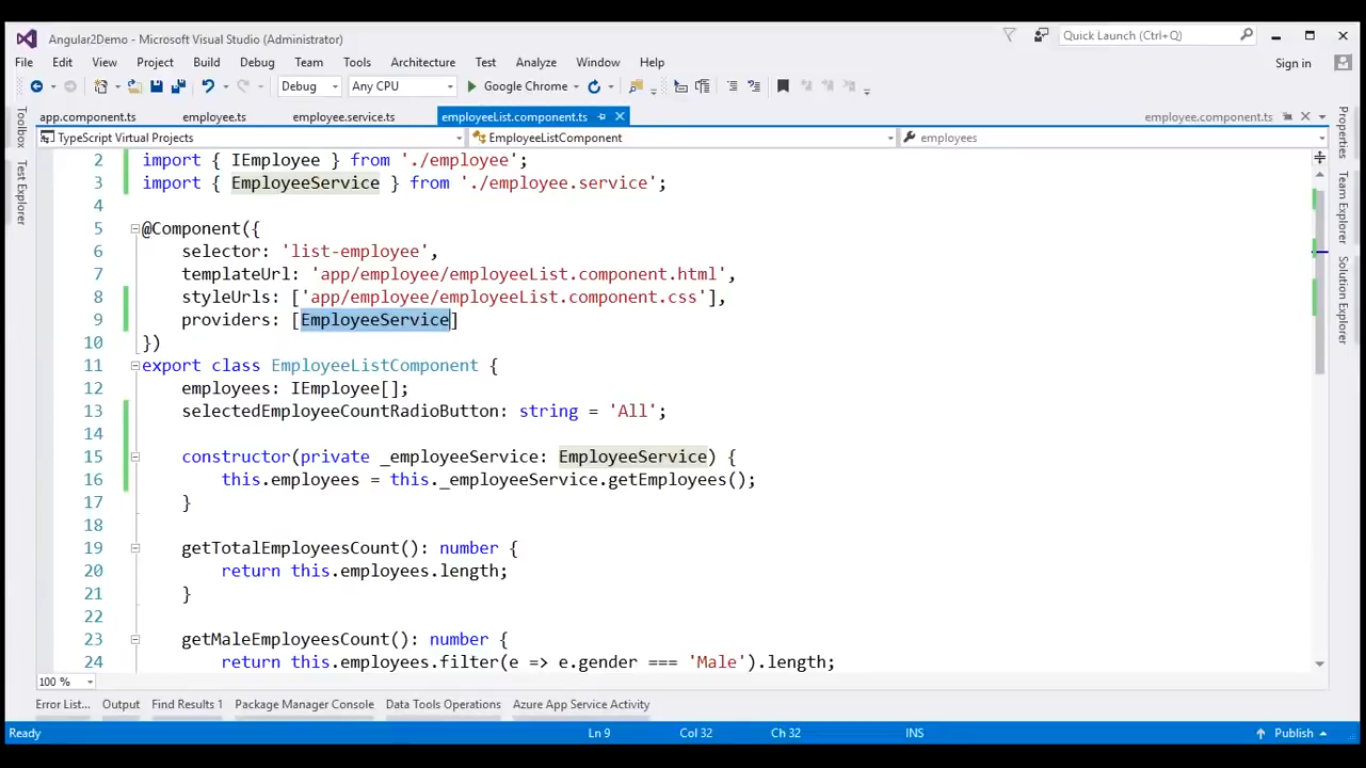 Angular2Demo - Microsoft Visual Studio (Administrator)
Quick Launch (Ctrl+Q)
File Edit View Project Build Debug Team Tools Architecture Test Analyze Window Help
Sign in
Debug Any CPU Google Chrome
app.component.ts employee.ts employee.service.ts employeeList.component.ts employee.component.ts
TypeScript Virtual Projects EmployeeListComponent employees
Toolbox
Test Explorer
2 import { IEmployee } from './employee';
3 import { EmployeeService } from './employee.service';
4
5 @Component({
6 selector: 'list-employee',
7 templateUrl: 'app/employee/employeeList.component.html',
8 styleUrls: ['app/employee/employeeList.component.css'],
9 providers: [EmployeeService]
10 })
11 export class EmployeeListComponent {
12 employees: IEmployee[];
13 selectedEmployeeCountRadioButton: string = 'All';
14
15 constructor(private _employeeService: EmployeeService) {
16 this.employees = this._employeeService.getEmployees();
17 }
18
19 getTotalEmployeesCount(): number {
20 return this.employees.length;
21 }
22
23 getMaleEmployeesCount(): number {
24 return this.employees.filter(e => e.gender === 'Male').length;
Properties
Team Explorer
Solution Explorer
100 %
Error List... Output Find Results 1 Package Manager Console Data Tools Operations Azure App Service Activity
Ready Ln 9 Col 32 Ch 32 INS Publish